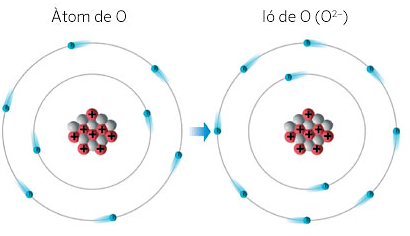 Àtom de O
Ió de O (O²⁻)